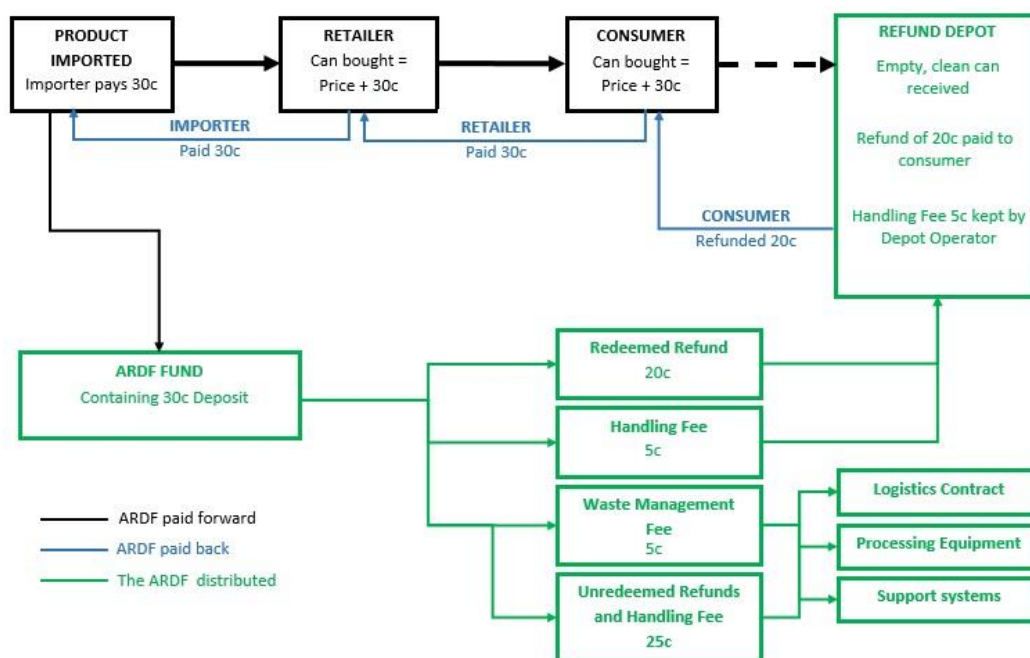 PRODUCT
IMPORTED
Importer pays 30c
RETAILER
Can bought =
Price + 30c
CONSUMER
Can bought =
Price + 30c
REFUND DEPOT
Empty, clean can
received
Refund of 20c paid to
consumer
Handling Fee 5c kept by
Depot Operator
IMPORTER
Paid 30c
RETAILER
Paid 30c
CONSUMER
Refunded 20c
ARDF FUND
Containing 30c Deposit
Redeemed Refund
20c
Handling Fee
5c
Waste Management
Fee
5c
Unredeemed Refunds
and Handling Fee
25c
Logistics Contract
Processing Equipment
Support systems
ARDF paid forward
ARDF paid back
The ARDF distributed